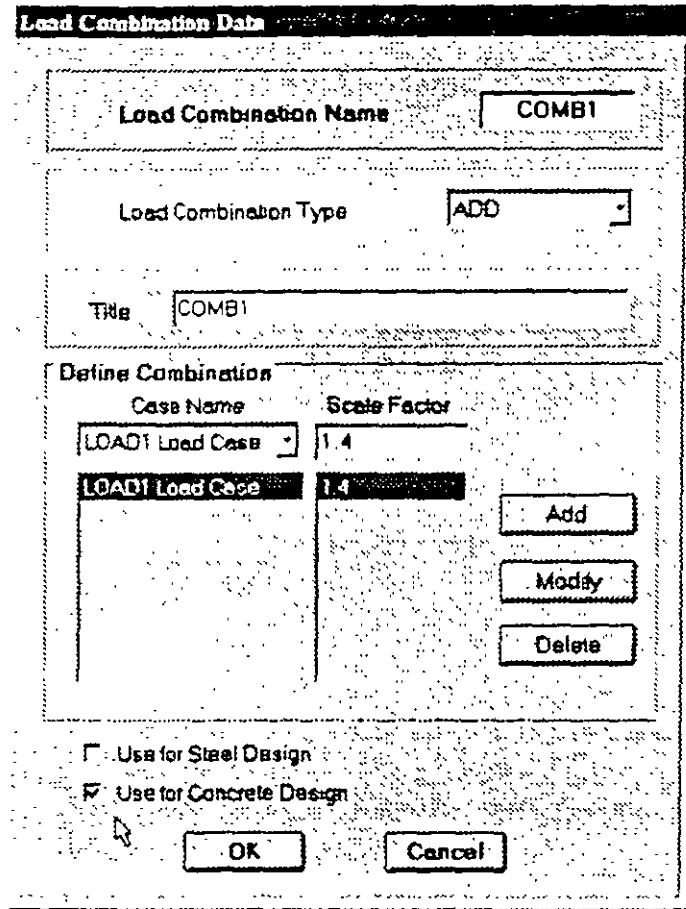 Load Combination Data
Load Combination Name COMB1
Load Combination Type ADD
Title COMB1
Define Combination
Case Name Scale Factor
LOAD1 Load Case 1.4
LOAD1 Load Case 1.4
Add
Modify
Delete
Use for Steel Design
Use for Concrete Design
OK Cancel